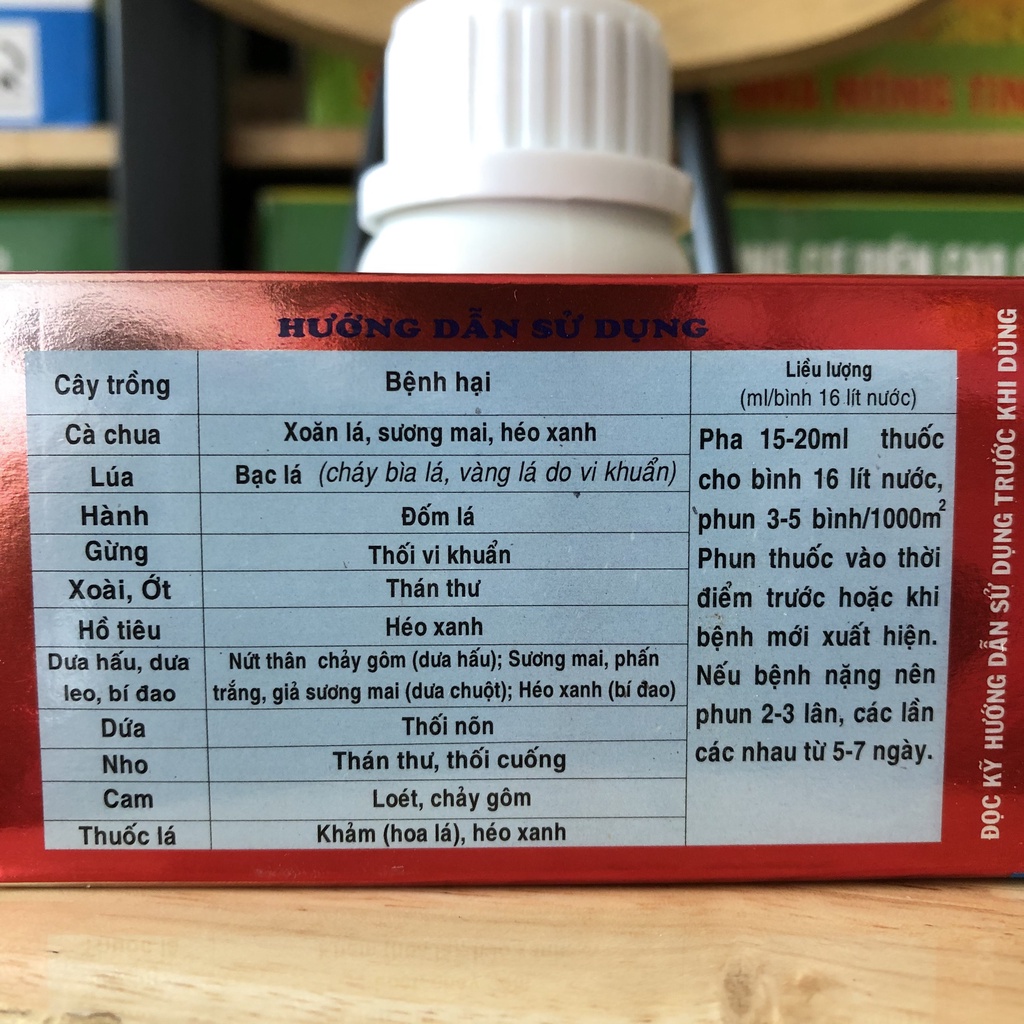 HƯỚNG DẪN SỬ DỤNG
Cây trồng Bệnh hại Liều lượng
(ml/bình 16 lít nước)
Cà chua Xoăn lá, sương mai, héo xanh
Lúa Bạc lá (cháy bìa lá, vàng lá do vi khuẩn)
Hành Đốm lá
Gừng Thối vi khuẩn
Xoài, Ớt Thán thư
Hồ tiêu Héo xanh
Dưa hấu, dưa Nứt thân chảy gôm (dưa hấu); Sương mai, phấn
leo, bí đao trắng, giả sương mai (dưa chuột); Héo xanh (bí đao)
Dứa Thối nõn
Nho Thán thư, thối cuống
Cam Loét, chảy gôm
Thuốc lá Khảm (hoa lá), héo xanh
Pha 15-20ml thuốc
cho bình 16 lít nước,
phun 3-5 bình/1000m²
Phun thuốc vào thời
điểm trước hoặc khi
bệnh mới xuất hiện.
Nếu bệnh nặng nên
phun 2-3 lân, các lần
các nhau từ 5-7 ngày.
ĐỌC KỸ HƯỚNG DẪN SỬ DỤNG TRƯỚC KHI DÙNG